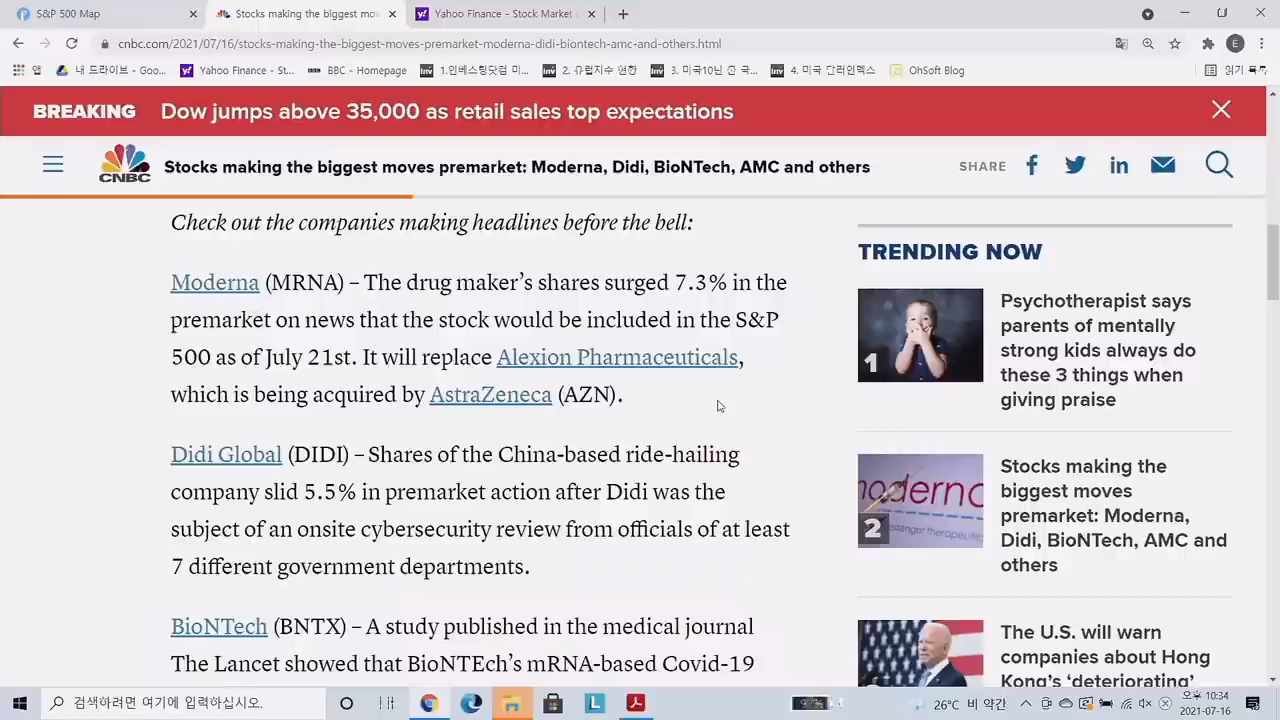 S&P 500 Map
Stocks making the biggest mov
Yahoo Finance - Stock Market
cnbc.com/2021/07/16/stocks-making-the-biggest-moves-premarket-moderna-didi-biontech-amc-and-others.html
E
앱
내 드라이브 - Goo...
Yahoo Finance - St...
BBC - Homepage
1.인베스팅닷컴 미...
2. 유럽지수 현황
3. 미국10년 존 국...
4. 미국 달러인덱스
OhSoft Blog
읽기 목록
BREAKING Dow jumps above 35,000 as retail sales top expectations
CNBC
Stocks making the biggest moves premarket: Moderna, Didi, BioNTech, AMC and others
SHARE
Check out the companies making headlines before the bell:
Moderna (MRNA) – The drug maker’s shares surged 7.3% in the
premarket on news that the stock would be included in the S&P
500 as of July 21st. It will replace Alexion Pharmaceuticals,
which is being acquired by AstraZeneca (AZN).
Didi Global (DIDI) – Shares of the China-based ride-hailing
company slid 5.5% in premarket action after Didi was the
subject of an onsite cybersecurity review from officials of at least
7 different government departments.
BioNTech (BNTX) – A study published in the medical journal
The Lancet showed that BioNTEch’s mRNA-based Covid-19
TRENDING NOW
1
Psychotherapist says
parents of mentally
strong kids always do
these 3 things when
giving praise
moderna
2
Stocks making the
biggest moves
premarket: Moderna,
Didi, BioNTech, AMC and
others
The U.S. will warn
companies about Hong
Kong’s ‘deteriorating’
검색하려면 여기에 입력하십시오.
26°C 비 약간
오후 10:34
2021-07-16